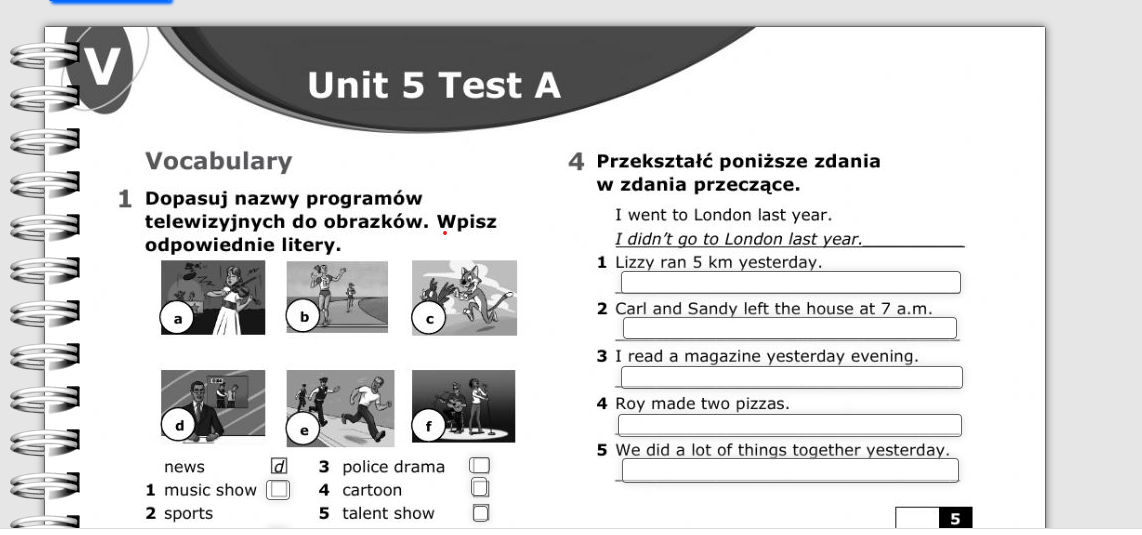 V
Unit 5 Test A
Vocabulary
1 Dopasuj nazwy programów
telewizyjnych do obrazków. Wpisz
odpowiednie litery.
a
b
c
d
e
f
news d
1 music show
2 sports
3 police drama
4 cartoon
5 talent show
4 Przekształć poniższe zdania
w zdania przeczące.
I went to London last year.
I didn't go to London last year.
1 Lizzy ran 5 km yesterday.
2 Carl and Sandy left the house at 7 a.m.
3 I read a magazine yesterday evening.
4 Roy made two pizzas.
5 We did a lot of things together yesterday.
5